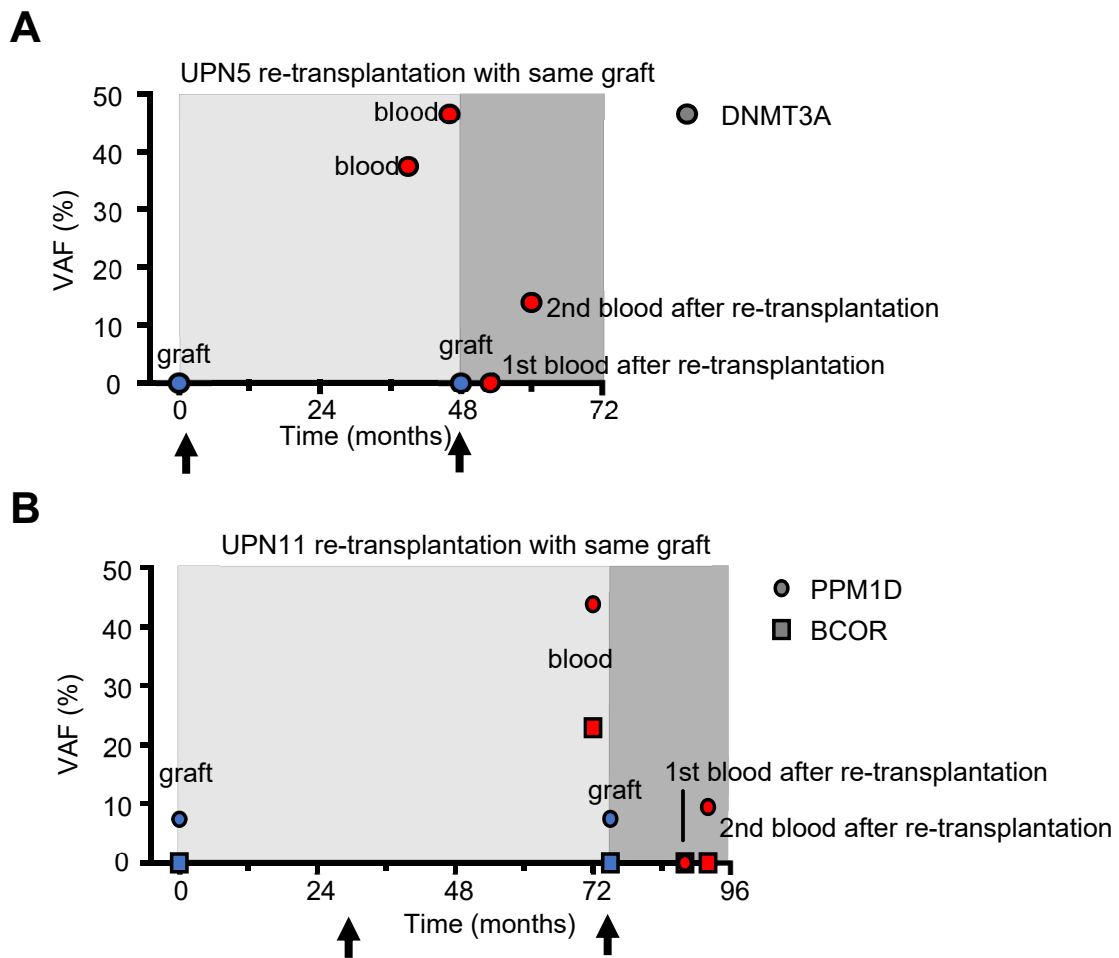 A
UPN5 re-transplantation with same graft
50
40
30
20
10
0
VAF (%)
blood
blood
DNMT3A
2nd blood after re-transplantation
graft
graft
1st blood after re-transplantation
0
24
48
72
Time (months)
B
UPN11 re-transplantation with same graft
50
40
30
20
10
0
VAF (%)
PPM1D
BCOR
blood
graft
1st blood after re-transplantation
graft
2nd blood after re-transplantation
0
24
48
72
96
Time (months)